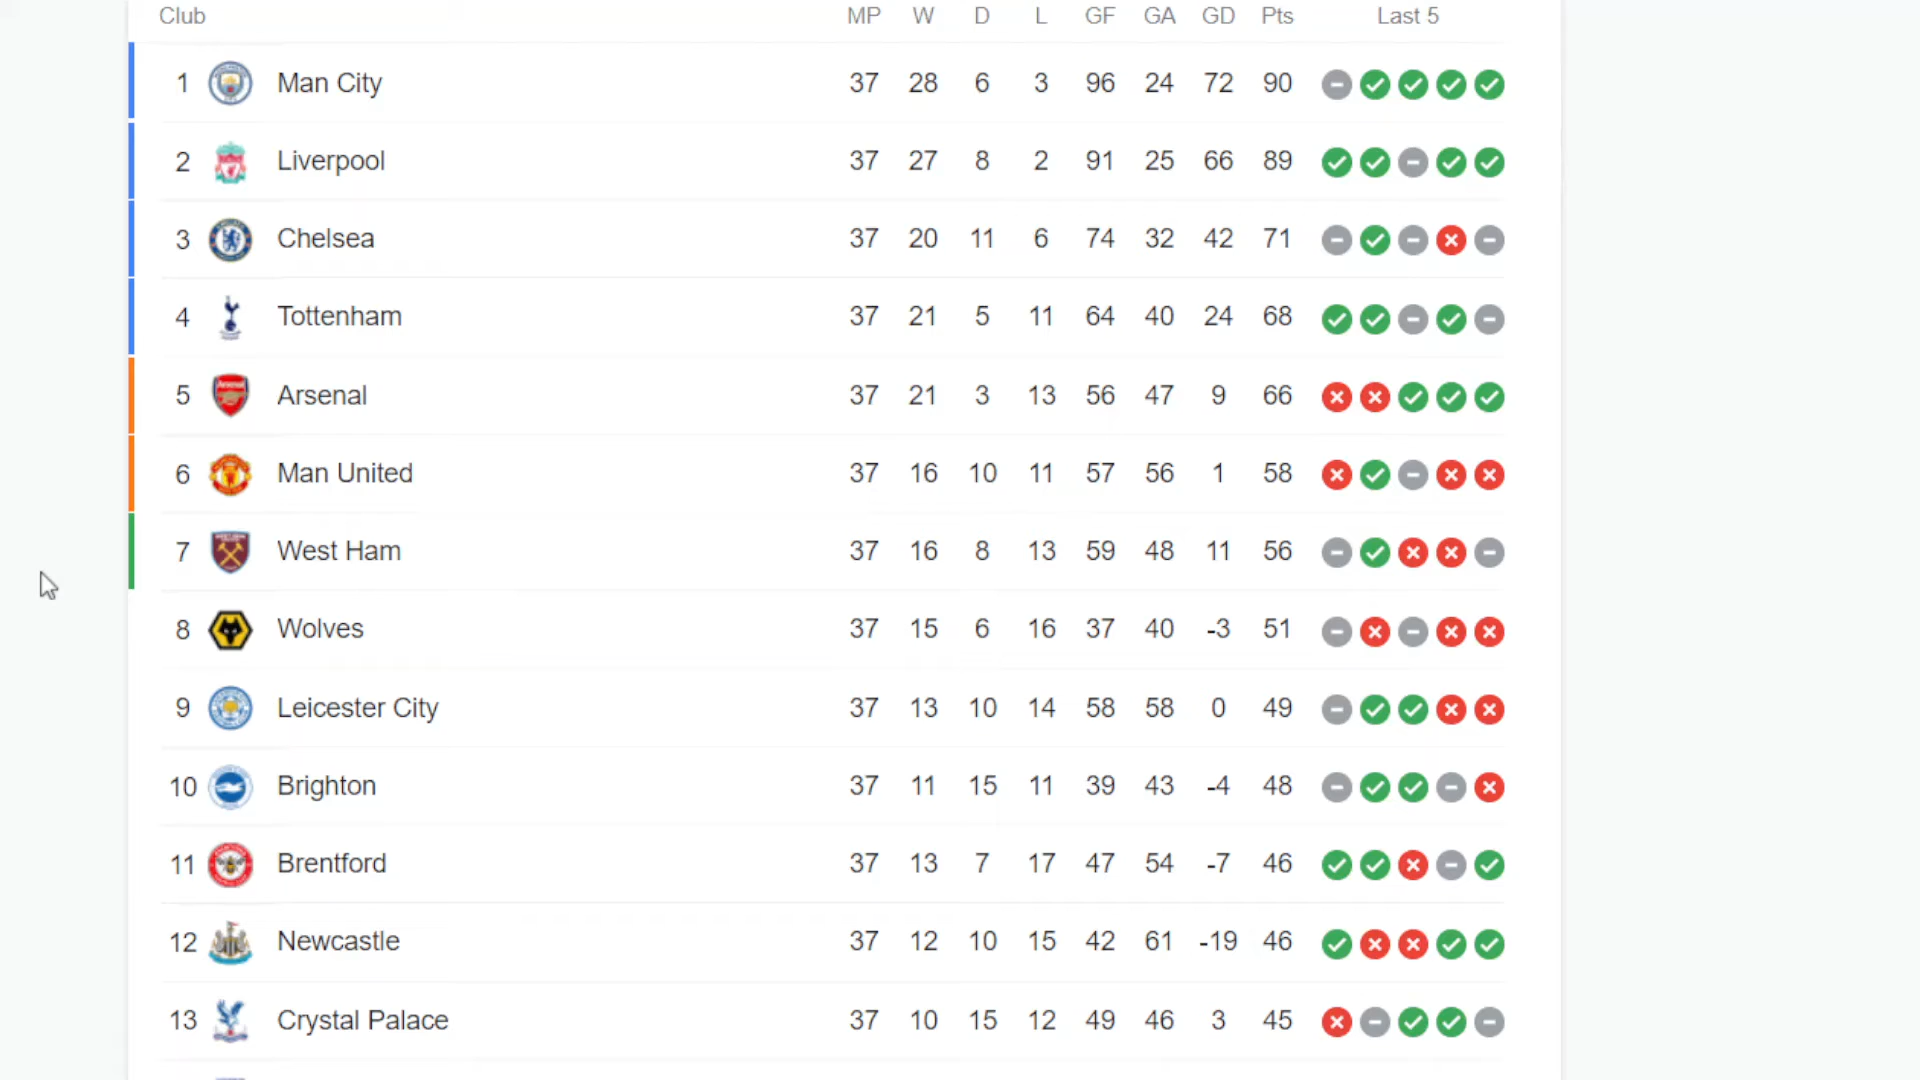 Club MP W D L GF GA GD Pts Last 5
1 Man City 37 28 6 3 96 24 72 90
2 Liverpool 37 27 8 2 91 25 66 89
3 Chelsea 37 20 11 6 74 32 42 71
4 Tottenham 37 21 5 11 64 40 24 68
5 Arsenal 37 21 3 13 56 47 9 66
6 Man United 37 16 10 11 57 56 1 58
7 West Ham 37 16 8 13 59 48 11 56
8 Wolves 37 15 6 16 37 40 -3 51
9 Leicester City 37 13 10 14 58 58 0 49
10 Brighton 37 11 15 11 39 43 -4 48
11 Brentford 37 13 7 17 47 54 -7 46
12 Newcastle 37 12 10 15 42 61 -19 46
13 Crystal Palace 37 10 15 12 49 46 3 45